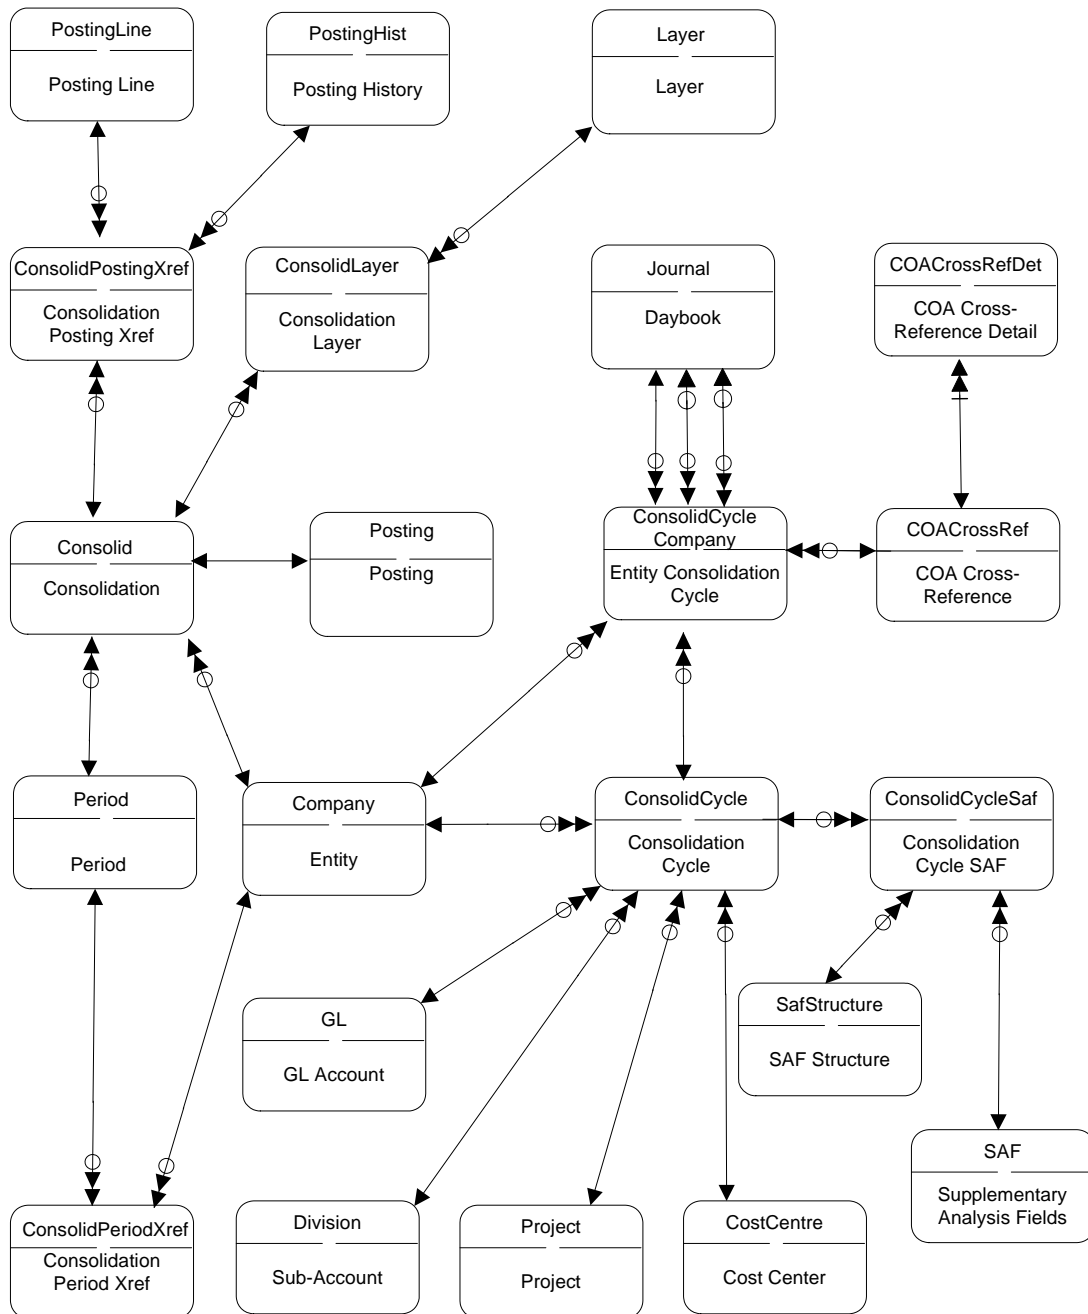 PostingLine
Posting Line
PostingHist
Posting History
Layer
Layer
ConsolidPostingXref
Consolidation
Posting Xref
ConsolidLayer
Consolidation
Layer
Journal
Daybook
COACrossRefDet
COA Cross-
Reference Detail
Consolid
Consolidation
Posting
Posting
ConsolidCycle
Company
Entity Consolidation
Cycle
COACrossRef
COA Cross-
Reference
Period
Period
Company
Entity
ConsolidCycle
Consolidation
Cycle
ConsolidCycleSaf
Consolidation
Cycle SAF
GL
GL Account
SafStructure
SAF Structure
SAF
Supplementary
Analysis Fields
ConsolidPeriodXref
Consolidation
Period Xref
Division
Sub-Account
Project
Project
CostCentre
Cost Center